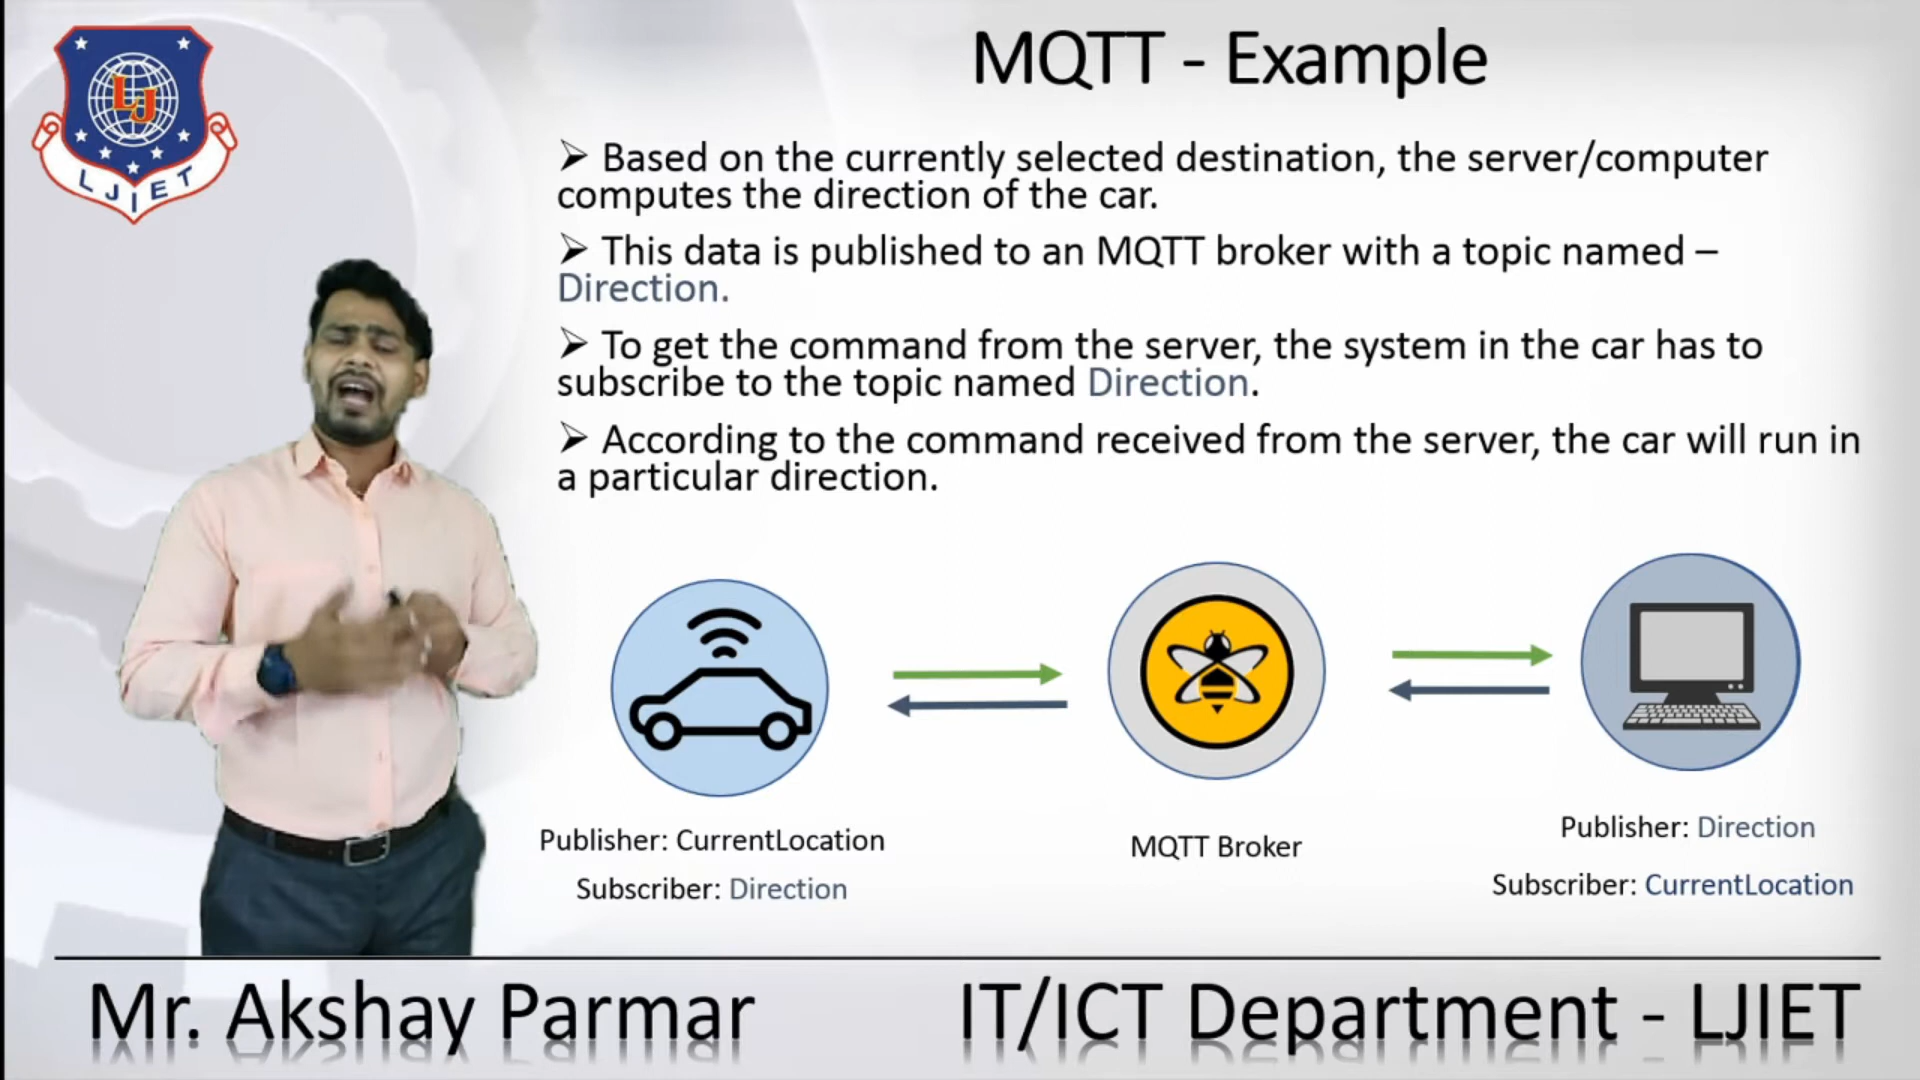 LJ
LJIET
MQTT - Example
➢ Based on the currently selected destination, the server/computer
computes the direction of the car.
➢ This data is published to an MQTT broker with a topic named –
Direction.
➢ To get the command from the server, the system in the car has to
subscribe to the topic named Direction.
➢ According to the command received from the server, the car will run in
a particular direction.
Publisher: CurrentLocation
Subscriber: Direction
MQTT Broker
Publisher: Direction
Subscriber: CurrentLocation
Mr. Akshay Parmar
IT/ICT Department - LJIET